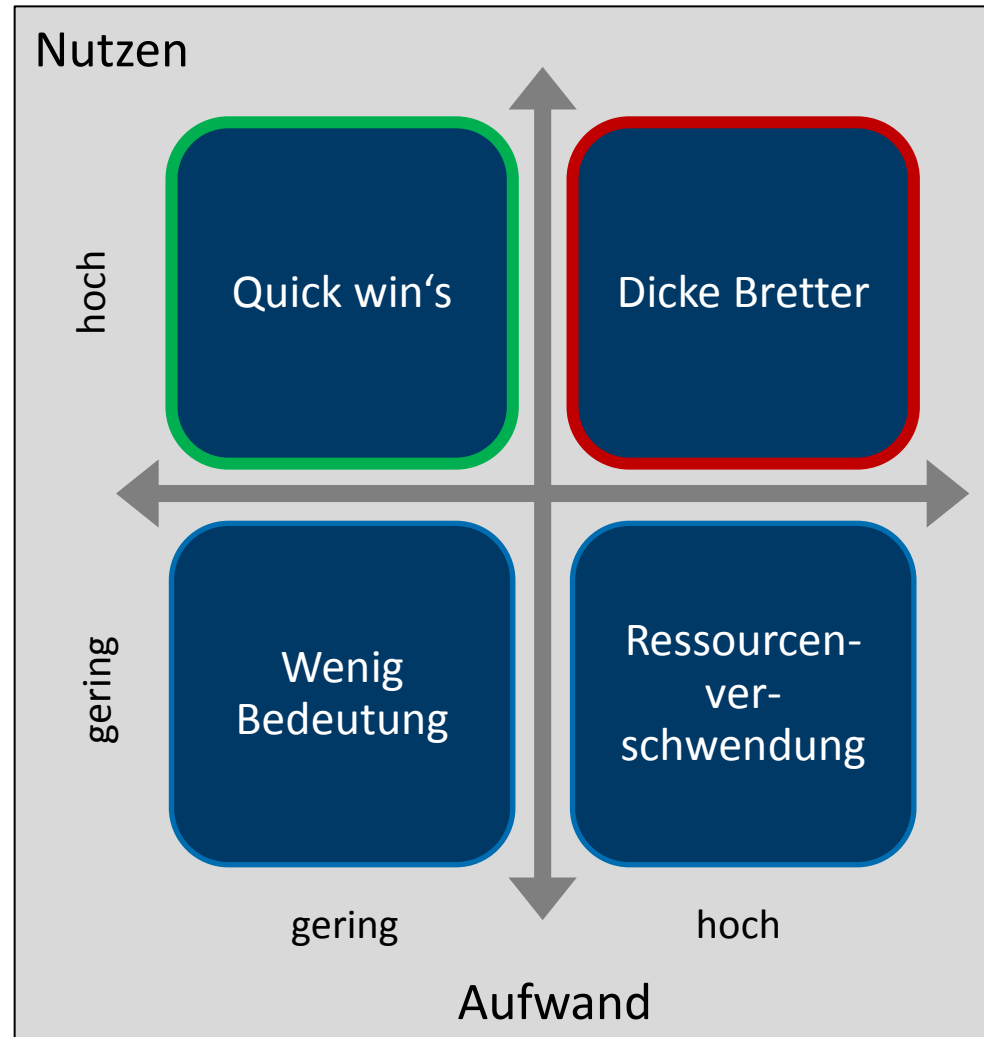 Nutzen
hoch
Quick win‘s
Dicke Bretter
gering
Wenig
Bedeutung
Ressourcen-
ver-
schwendung
gering
hoch
Aufwand